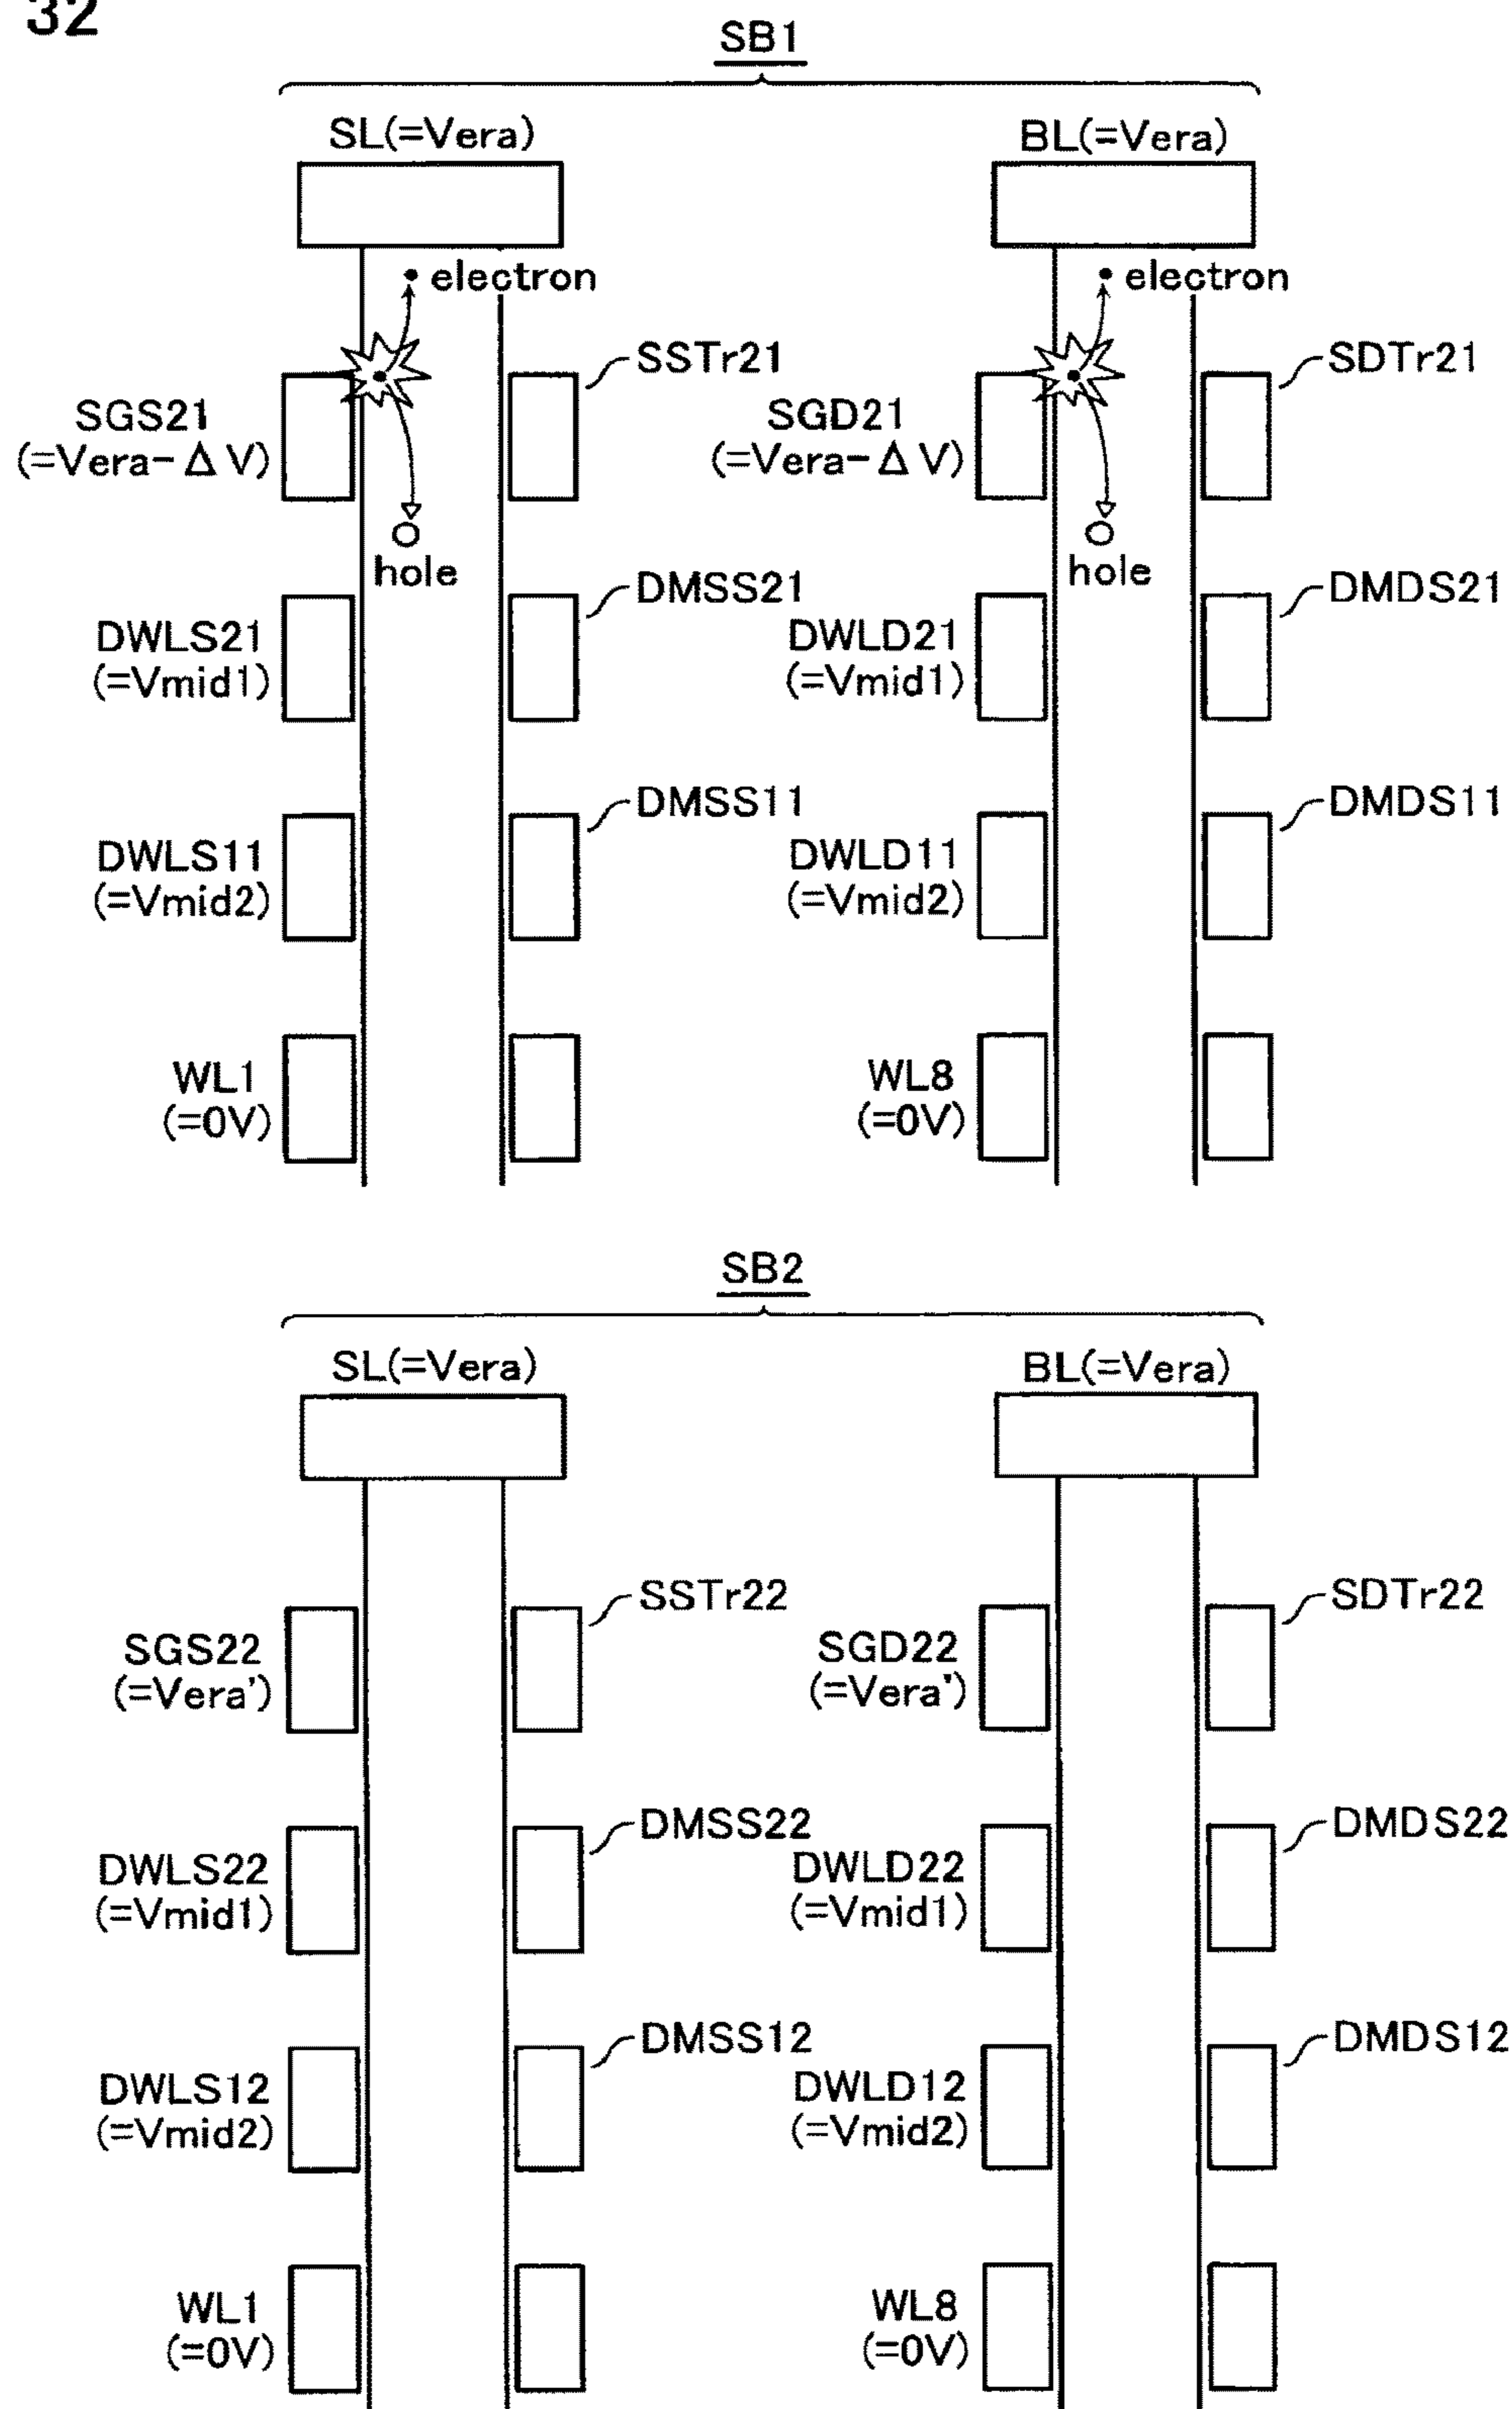 32
SB1
SL(=Vera)
BL(=Vera)
electron
electron
SSTr21
SDTr21
SGS21
(=Vera-ΔV)
SGD21
(=Vera-ΔV)
hole
hole
DMSS21
DMDS21
DWLS21
(=Vmid1)
DWLD21
(=Vmid1)
DMSS11
DMDS11
DWLS11
(=Vmid2)
DWLD11
(=Vmid2)
WL1
(=0V)
WL8
(=0V)
SB2
SL(=Vera)
BL(=Vera)
SSTr22
SDTr22
SGS22
(=Vera')
SGD22
(=Vera')
DMSS22
DMDS22
DWLS22
(=Vmid1)
DWLD22
(=Vmid1)
DMSS12
DMDS12
DWLS12
(=Vmid2)
DWLD12
(=Vmid2)
WL1
(=0V)
WL8
(=0V)